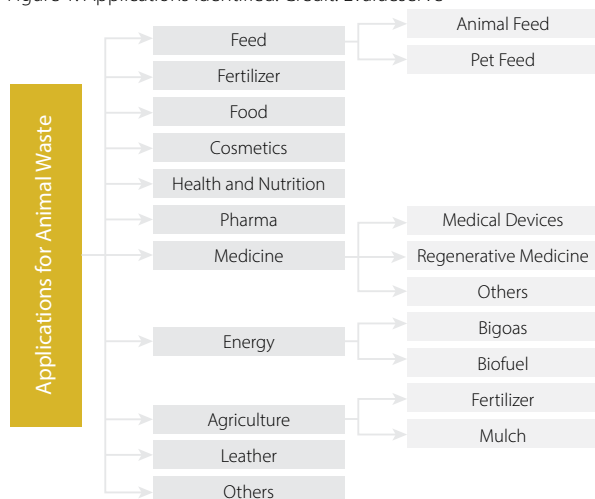 Feed
Animal Feed
Pet Feed
Fertilizer
Food
Cosmetics
Health and Nutrition
Pharma
Medicine
Medical Devices
Regenerative Medicine
Others
Energy
Bigoas
Biofuel
Agriculture
Fertilizer
Mulch
Leather
Others
Applications for Animal Waste